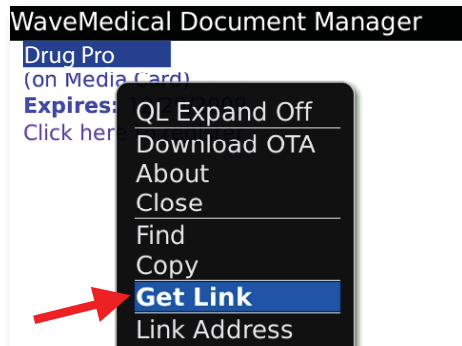 WaveMedical Document Manager
Drug Pro
(on Media Card)
Expires:
Click here
QL Expand Off
Download OTA
About
Close
Find
Copy
Get Link
Link Address